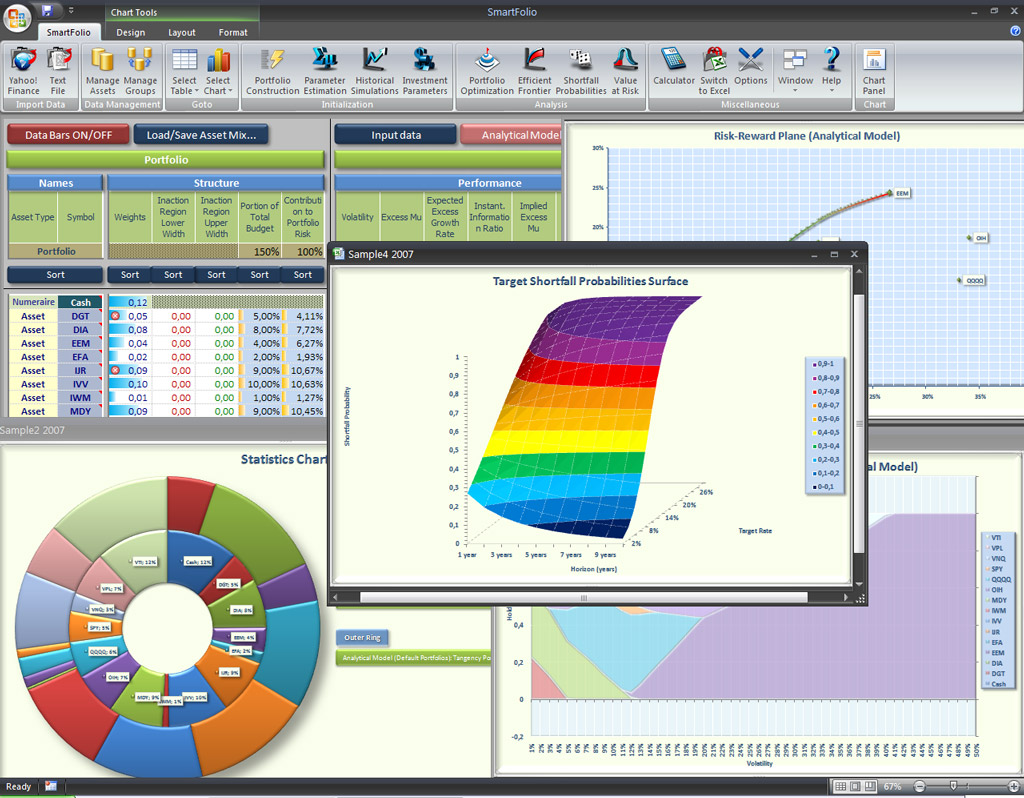 Chart Tools
SmartFolio
SmartFolio Design Layout Format
Yahoo! Finance
Text File
Manage Assets
Manage Groups
Select Table
Select Chart
Portfolio Construction
Parameter Estimation
Historical Simulations
Investment Parameters
Portfolio Optimization
Efficient Frontier
Shortfall Probabilities
Value at Risk
Calculator
Switch to Excel
Options
Window
Help
Chart Panel
Import Data Data Management Goto Initialization Analysis Miscellaneous Chart
Data Bars ON/OFF Load/Save Asset Mix... Input data Analytical Model
Portfolio
Names Structure Performance
Asset Type
Symbol
Weights
Inaction Region Lower Width
Inaction Region Upper Width
Portion of Total Budget
Contributi on to Portfolio Risk
Volatility
Excess Mu
Expected Excess Growth Rate
Instant. Informatio n Ratio
Implied Excess Mu
Portfolio 150% 100%
Sort Sort Sort Sort Sort Sort
Numeraire Cash 0,12
Asset DGT 0,05 0,00 0,00 5,00% 4,11%
Asset DIA 0,08 0,00 0,00 8,00% 7,72%
Asset EEM 0,04 0,00 0,00 4,00% 6,27%
Asset EFA 0,02 0,00 0,00 2,00% 1,93%
Asset IJR 0,09 0,00 0,00 9,00% 10,67%
Asset IVV 0,10 0,00 0,00 10,00% 10,63%
Asset IWM 0,01 0,00 0,00 1,00% 1,27%
Asset MDY 0,09 0,00 0,00 9,00% 10,45%
Risk-Reward Plane (Analytical Model)
30%
25%
20%
EEM
OIH
QQQQ
25% 30% 35%
Sample4 2007
Target Shortfall Probabilities Surface
Shortfall Probability
1
0,9
0,8
0,7
0,6
0,5
0,4
0,3
0,2
0,1
0
1 year 3 years 5 years 7 years 9 years
Horizon (years)
2%
8%
14%
20%
26%
Target Rate
0,9-1
0,8-0,9
0,7-0,8
0,6-0,7
0,5-0,6
0,4-0,5
0,3-0,4
0,2-0,3
0,1-0,2
0-0,1
Sample2 2007
Statistics Chart
VTI; 12%
Cash; 12%
DGT; 5%
DIA; 8%
EEM; 4%
EFA; 2%
IJR; 9%
IVV; 10%
IWM; 1%
MDY; 9%
OIH; 7%
QQQQ; 8%
SPY; 5%
VNQ; 3%
VPL; 7%
Outer Ring
Analytical Model (Default Portfolios): Tangency Po
al Model)
0,4
0,2
0
-0,2
1% 2% 3% 4% 5% 6% 7% 8% 9% 10% 11% 12% 13% 14% 15% 16% 17% 18% 19% 20% 21% 22% 23% 24% 25% 26% 27% 28% 29% 30% 31% 32% 33% 34% 35% 36% 37% 38% 39% 40% 41% 42% 43% 44% 45% 46% 47% 48% 49% 50%
Volatility
VTI
VPL
VNQ
SPY
QQQQ
OIH
MDY
IWM
IVV
IJR
EFA
EEM
DIA
DGT
Cash
Ready 67%